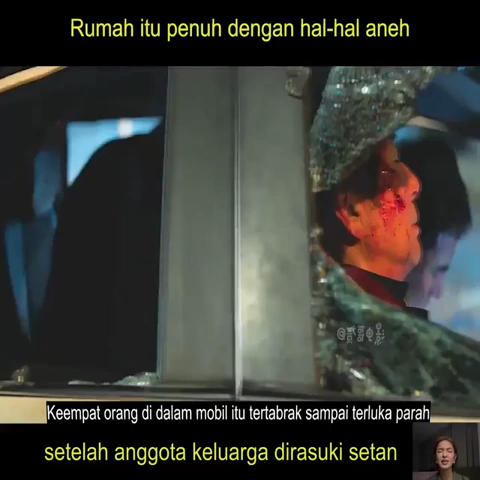 Rumah itu penuh dengan hal-hal aneh
Keempat orang di dalam mobil itu tertabrak sampai terluka parah
setelah anggota keluarga dirasuki setan